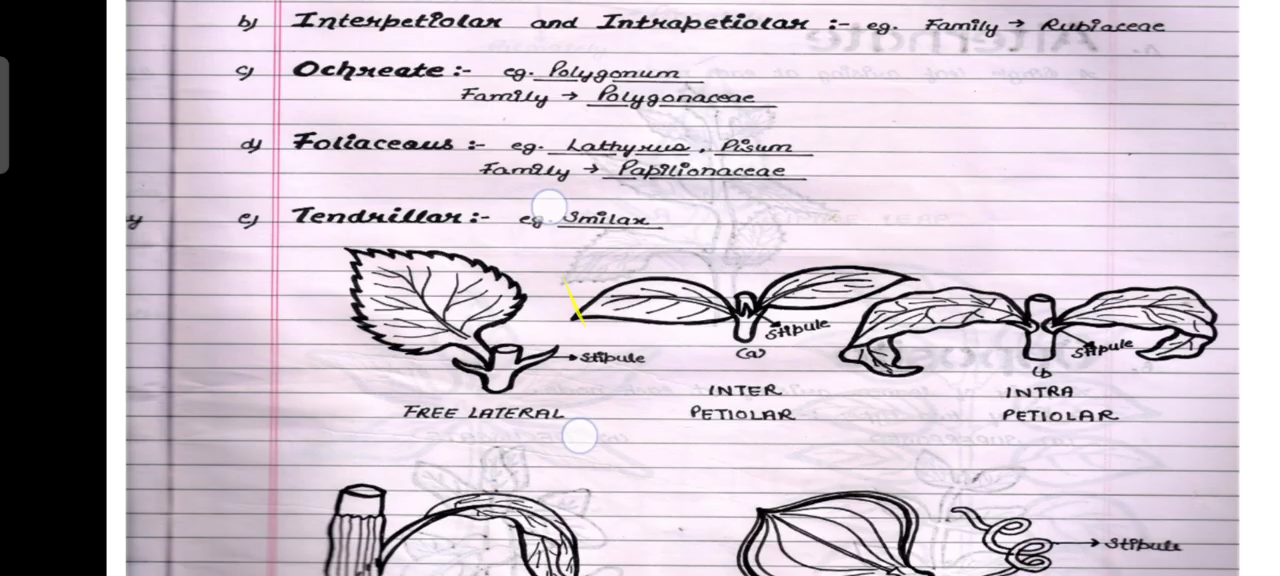 b) Interpetiolar and Intrapetiolar :- eg. Family → Rubiaceae
c) Ochreate :- eg. Polygonum
Family → Polygonaceae
d) Foliaceous :- eg. Lathyrus, Pisum
Family → Papilionaceae
y e) Tendrillar :- eg. Smilax
Stipule
Stipule
Stipule
(a)
(b)
INTER
INTRA
FREE LATERAL
PETIOLAR
PETIOLAR
Stipule